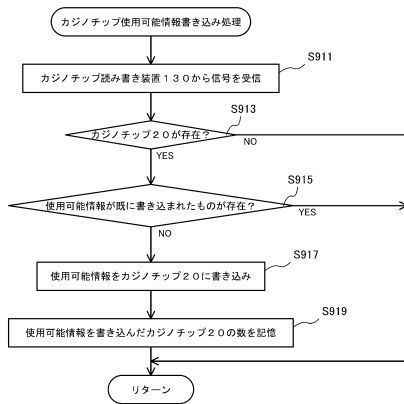 カジノチップ使用可能情報書き込み処理
S911
カジノチップ読み書き装置１３０から信号を受信
S913
カジノチップ２０が存在？
NO
YES
S915
使用可能情報が既に書き込まれたものが存在？
YES
NO
S917
使用可能情報をカジノチップ２０に書き込み
S919
使用可能情報を書き込んだカジノチップ２０の数を記憶
リターン